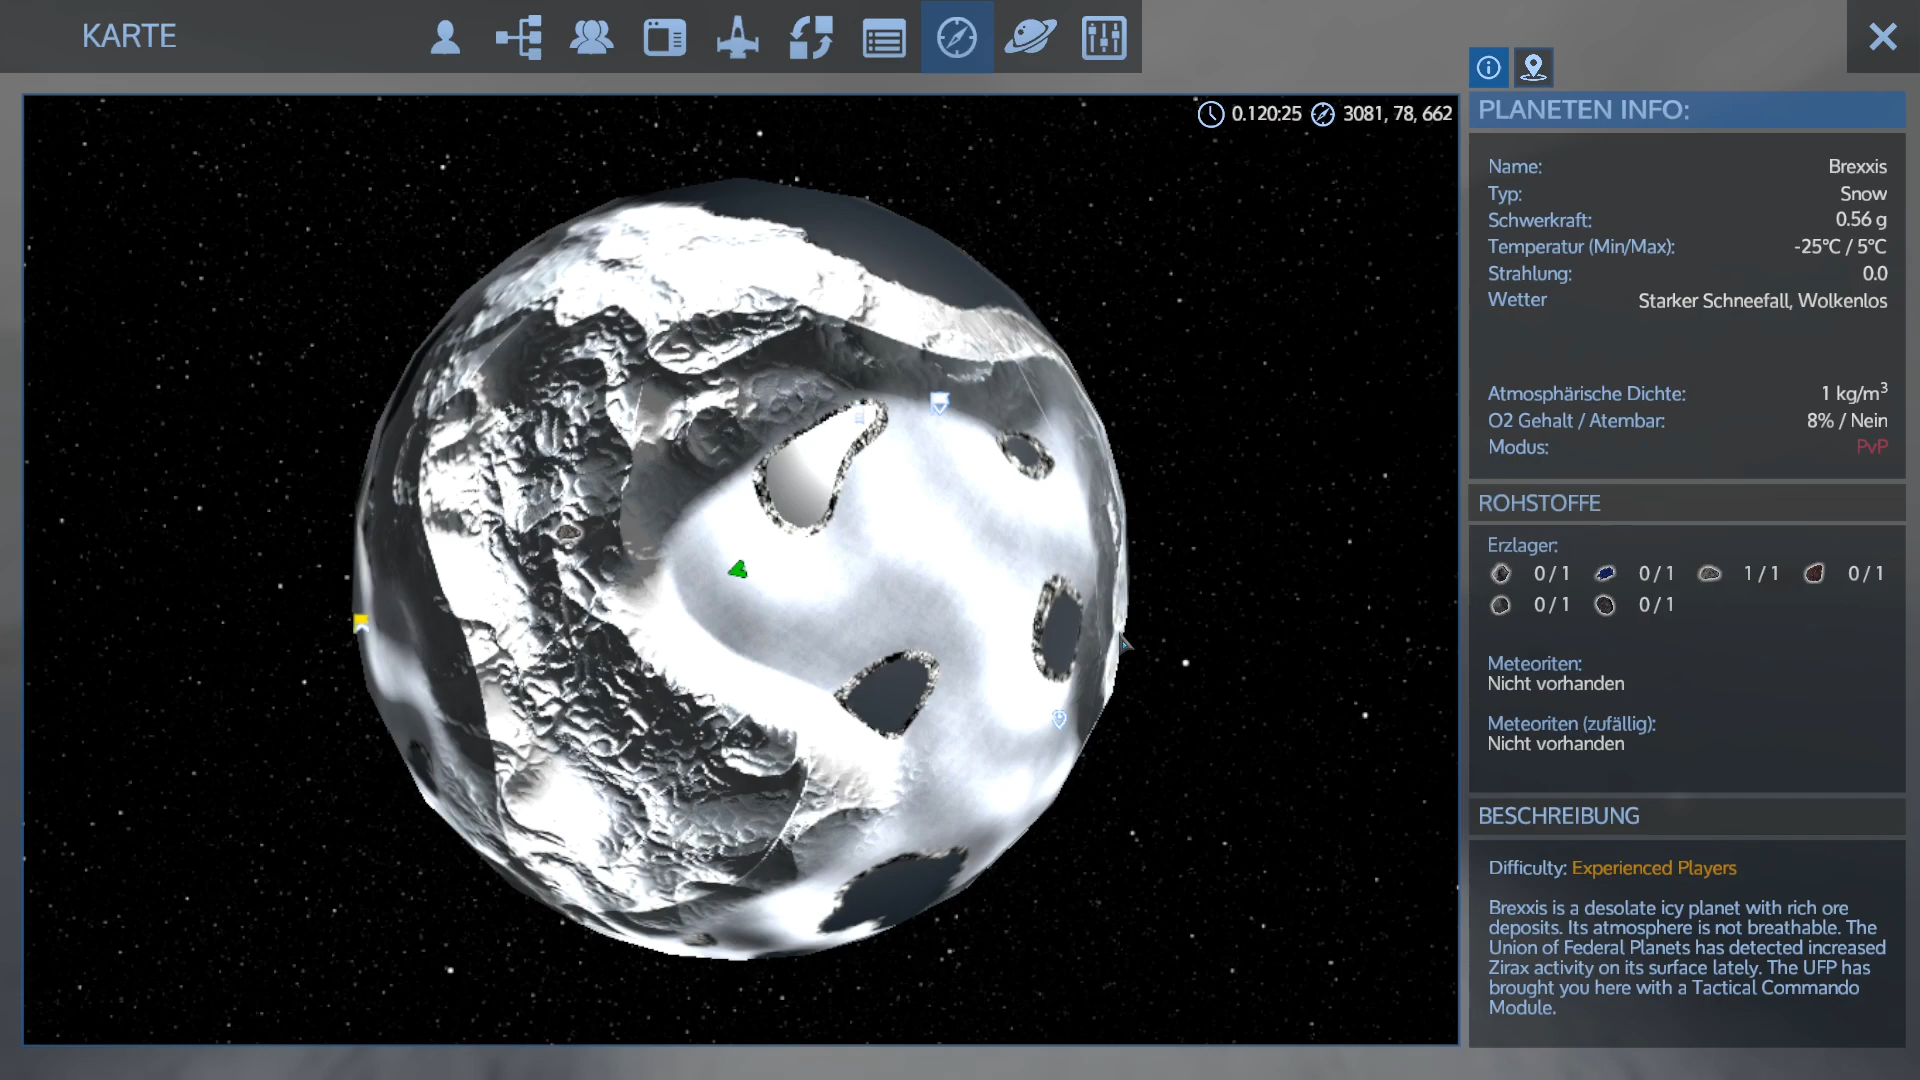 KARTE
0.120:25 3081, 78, 662
PLANETEN INFO:
Name: Brexxis
Typ: Snow
Schwerkraft: 0.56 g
Temperatur (Min/Max): -25°C / 5°C
Strahlung: 0.0
Wetter Starker Schneefall, Wolkenlos
Atmosphärische Dichte: 1 kg/m³
O2 Gehalt / Atembar: 8% / Nein
Modus: PvP
ROHSTOFFE
Erzlager:
0 / 1 0 / 1 1 / 1 0 / 1
0 / 1 0 / 1
Meteoriten:
Nicht vorhanden
Meteoriten (zufällig):
Nicht vorhanden
BESCHREIBUNG
Difficulty: Experienced Players
Brexxis is a desolate icy planet with rich ore
deposits. Its atmosphere is not breathable. The
Union of Federal Planets has detected increased
Zirax activity on its surface lately. The UFP has
brought you here with a Tactical Commando
Module.